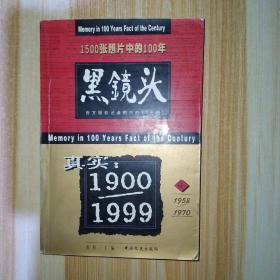 Memory in 100 Years Fact of the Century
1500张照片中的100年
黑鏡头
Memory in 100 Years Fact of the Century
真实:
1900
1999
1958
1970